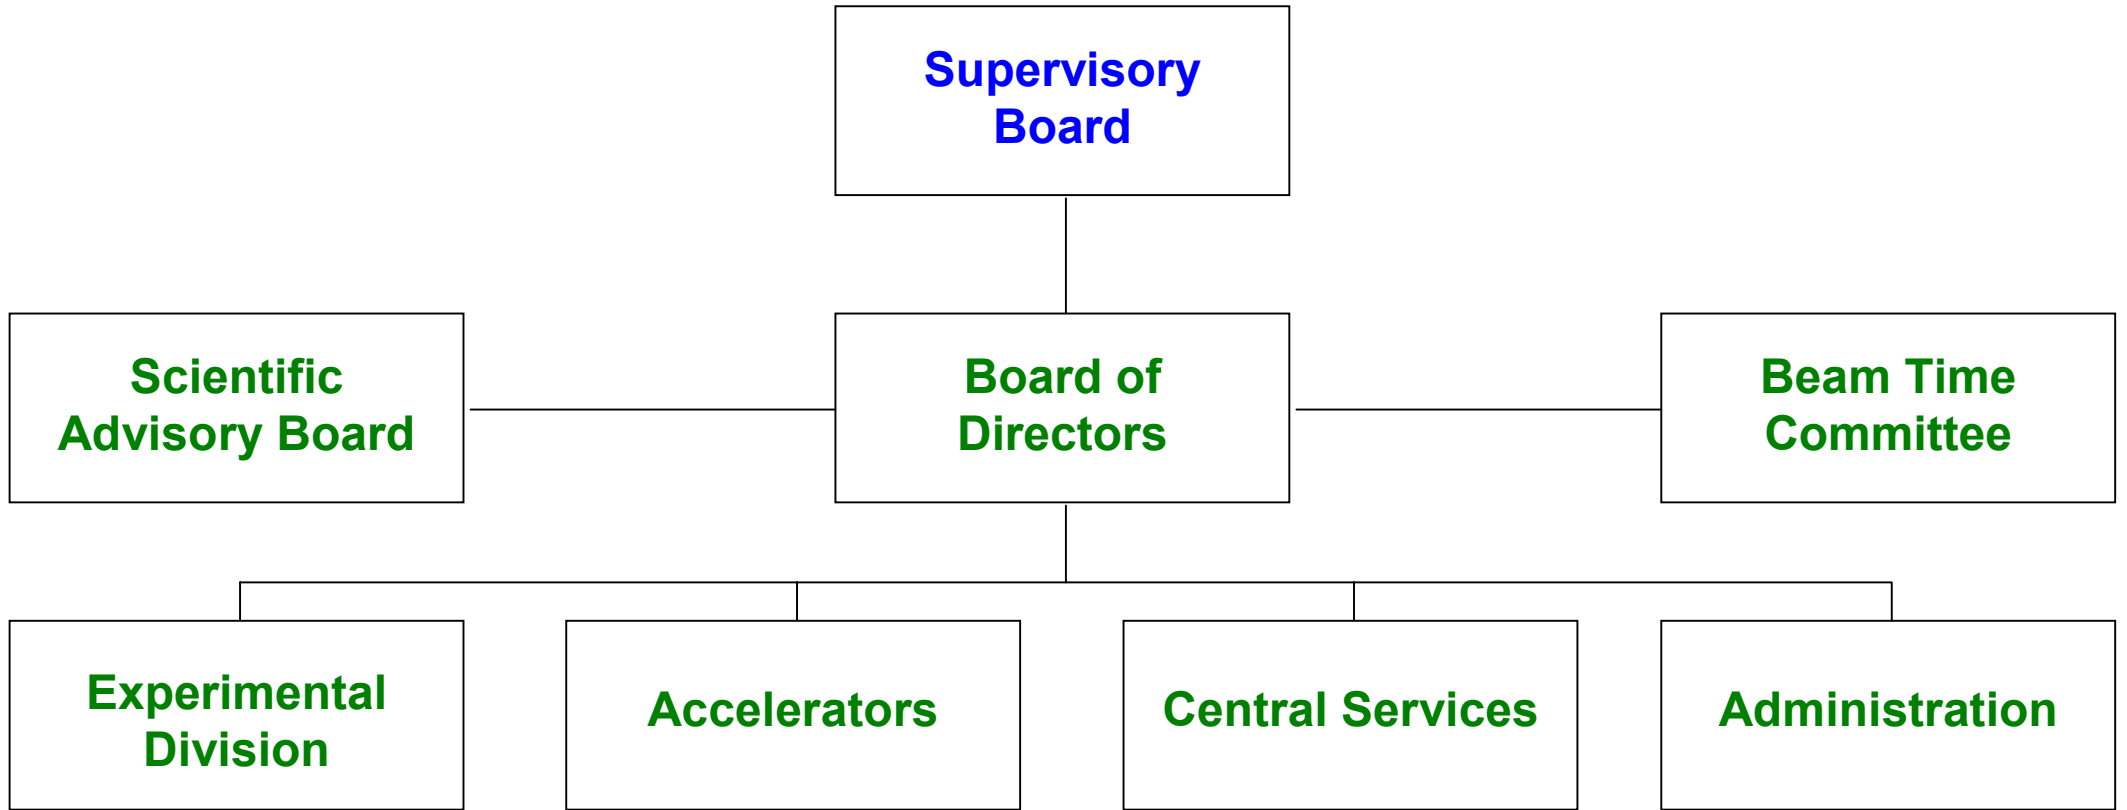 Supervisory
Board
Scientific
Advisory Board
Board of
Directors
Beam Time
Committee
Experimental
Division
Accelerators
Central Services
Administration